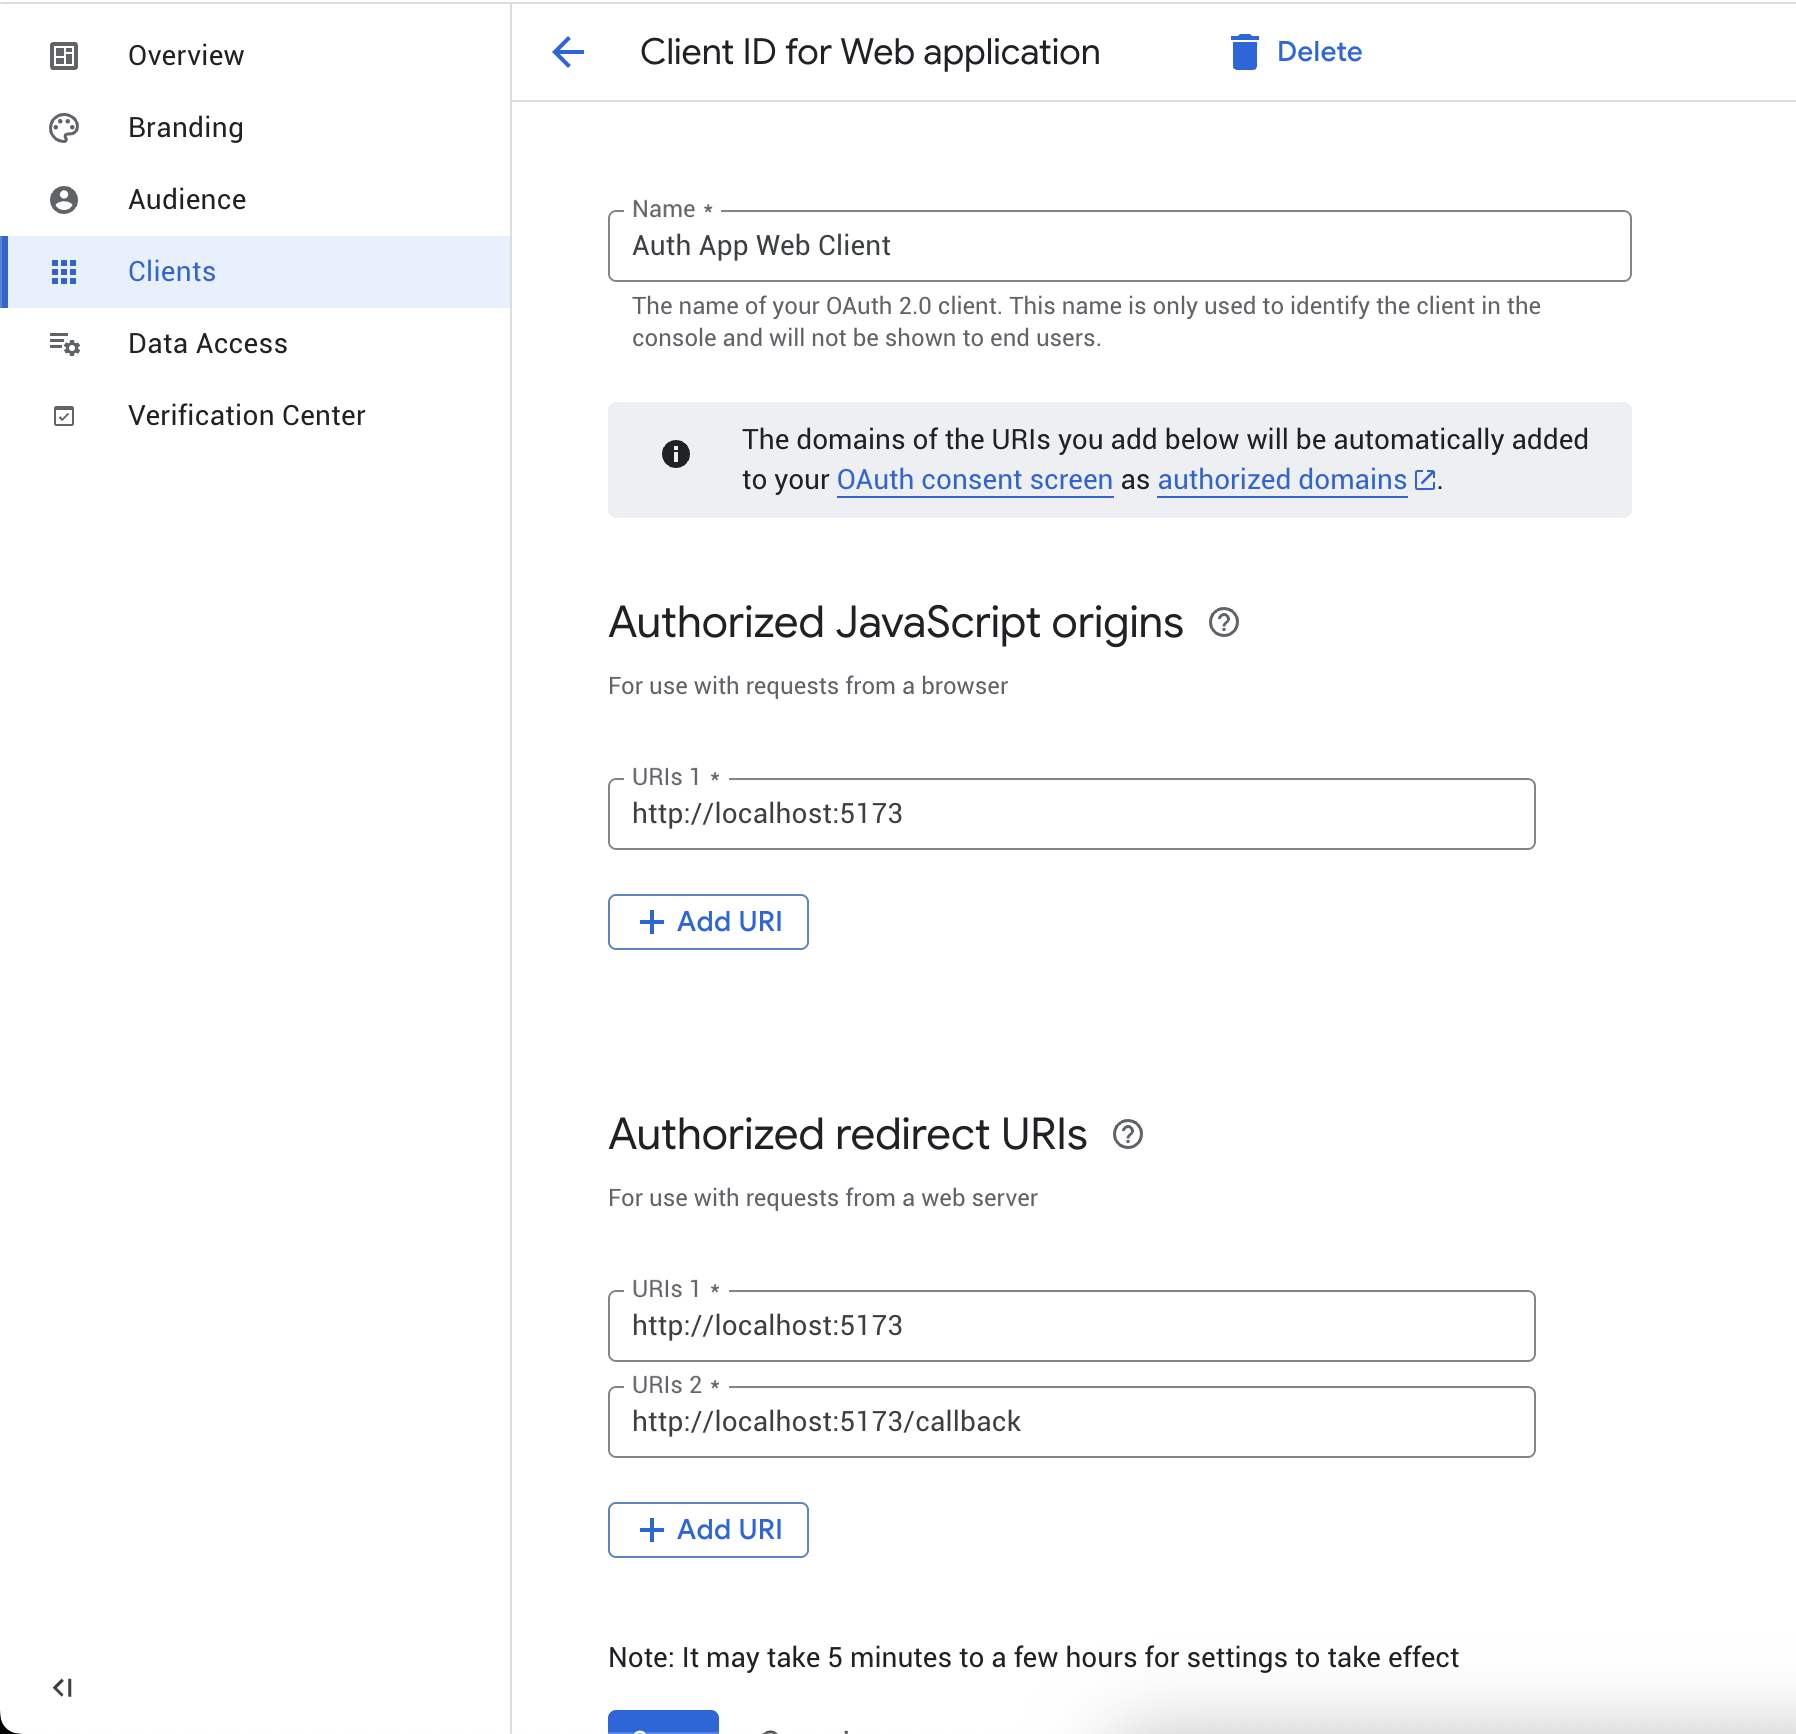 Overview
Branding
Audience
Clients
Data Access
Verification Center
Client ID for Web application
Delete
Name *
Auth App Web Client
The name of your OAuth 2.0 client. This name is only used to identify the client in the
console and will not be shown to end users.
The domains of the URIs you add below will be automatically added
to your OAuth consent screen as authorized domains.
Authorized JavaScript origins
For use with requests from a browser
URIs 1 *
http://localhost:5173
Add URI
Authorized redirect URIs
For use with requests from a web server
URIs 1 *
http://localhost:5173
URIs 2 *
http://localhost:5173/callback
Add URI
Note: It may take 5 minutes to a few hours for settings to take effect